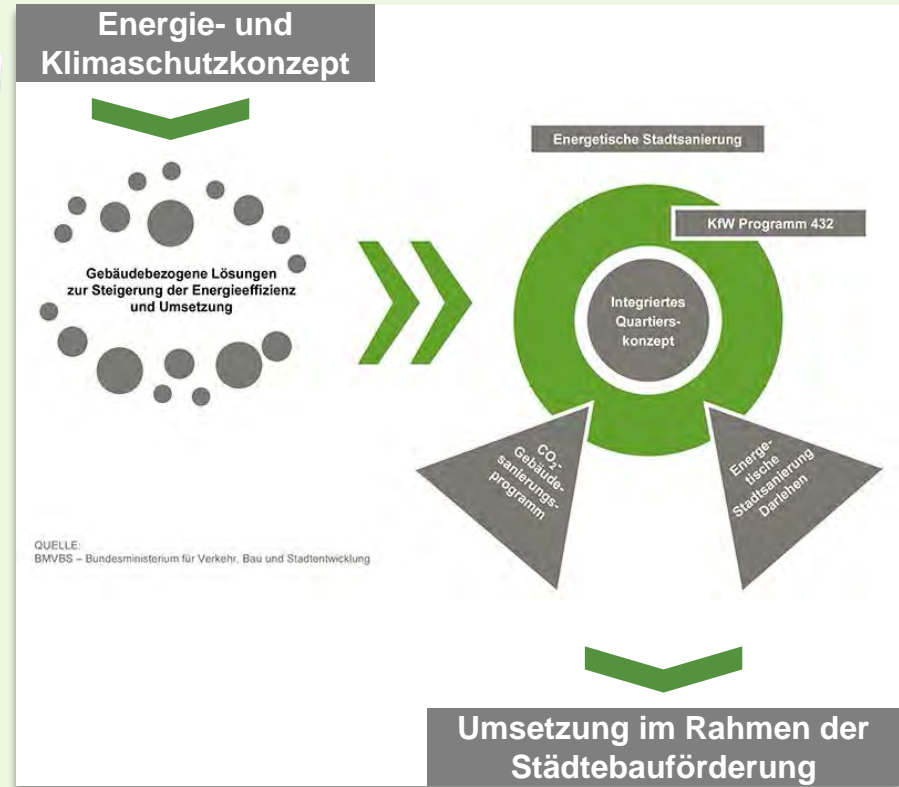 Energie- und
Klimaschutzkonzept
Gebäudebezogene Lösungen
zur Steigerung der Energieeffizienz
und Umsetzung
Energetische Stadtsanierung
KfW Programm 432
Integriertes
Quartiers-
konzept
CO₂-
Gebäude-
sanierungs-
programm
Energe-
tische
Stadtsanierung
Darlehen
QUELLE:
BMVBS – Bundesministerium für Verkehr, Bau und Stadtentwicklung
Umsetzung im Rahmen der
Städtebauförderung